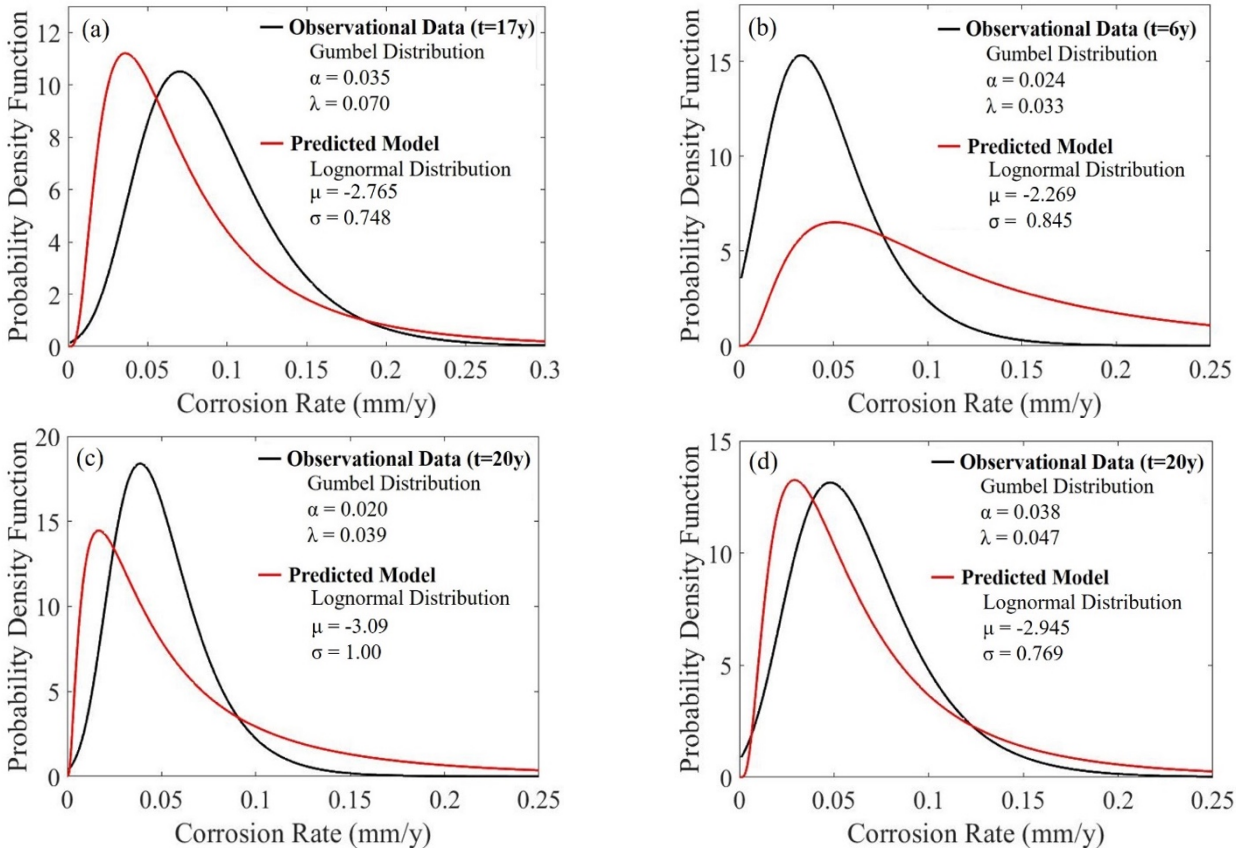 (a)
Observational Data (t=17y)
Gumbel Distribution
α = 0.035
λ = 0.070
Predicted Model
Lognormal Distribution
μ = -2.765
σ = 0.748
Probability Density Function
12
10
8
6
4
2
0
0 0.05 0.1 0.15 0.2 0.25 0.3
Corrosion Rate (mm/y)
(b)
Observational Data (t=6y)
Gumbel Distribution
α = 0.024
λ = 0.033
Predicted Model
Lognormal Distribution
μ = -2.269
σ = 0.845
Probability Density Function
15
10
5
0
0 0.05 0.1 0.15 0.2 0.25
Corrosion Rate (mm/y)
(c)
Observational Data (t=20y)
Gumbel Distribution
α = 0.020
λ = 0.039
Predicted Model
Lognormal Distribution
μ = -3.09
σ = 1.00
Probability Density Function
20
15
10
5
0
0 0.05 0.1 0.15 0.2 0.25
Corrosion Rate (mm/y)
(d)
Observational Data (t=20y)
Gumbel Distribution
α = 0.038
λ = 0.047
Predicted Model
Lognormal Distribution
μ = -2.945
σ = 0.769
Probability Density Function
15
10
5
0
0 0.05 0.1 0.15 0.2 0.25
Corrosion Rate (mm/y)